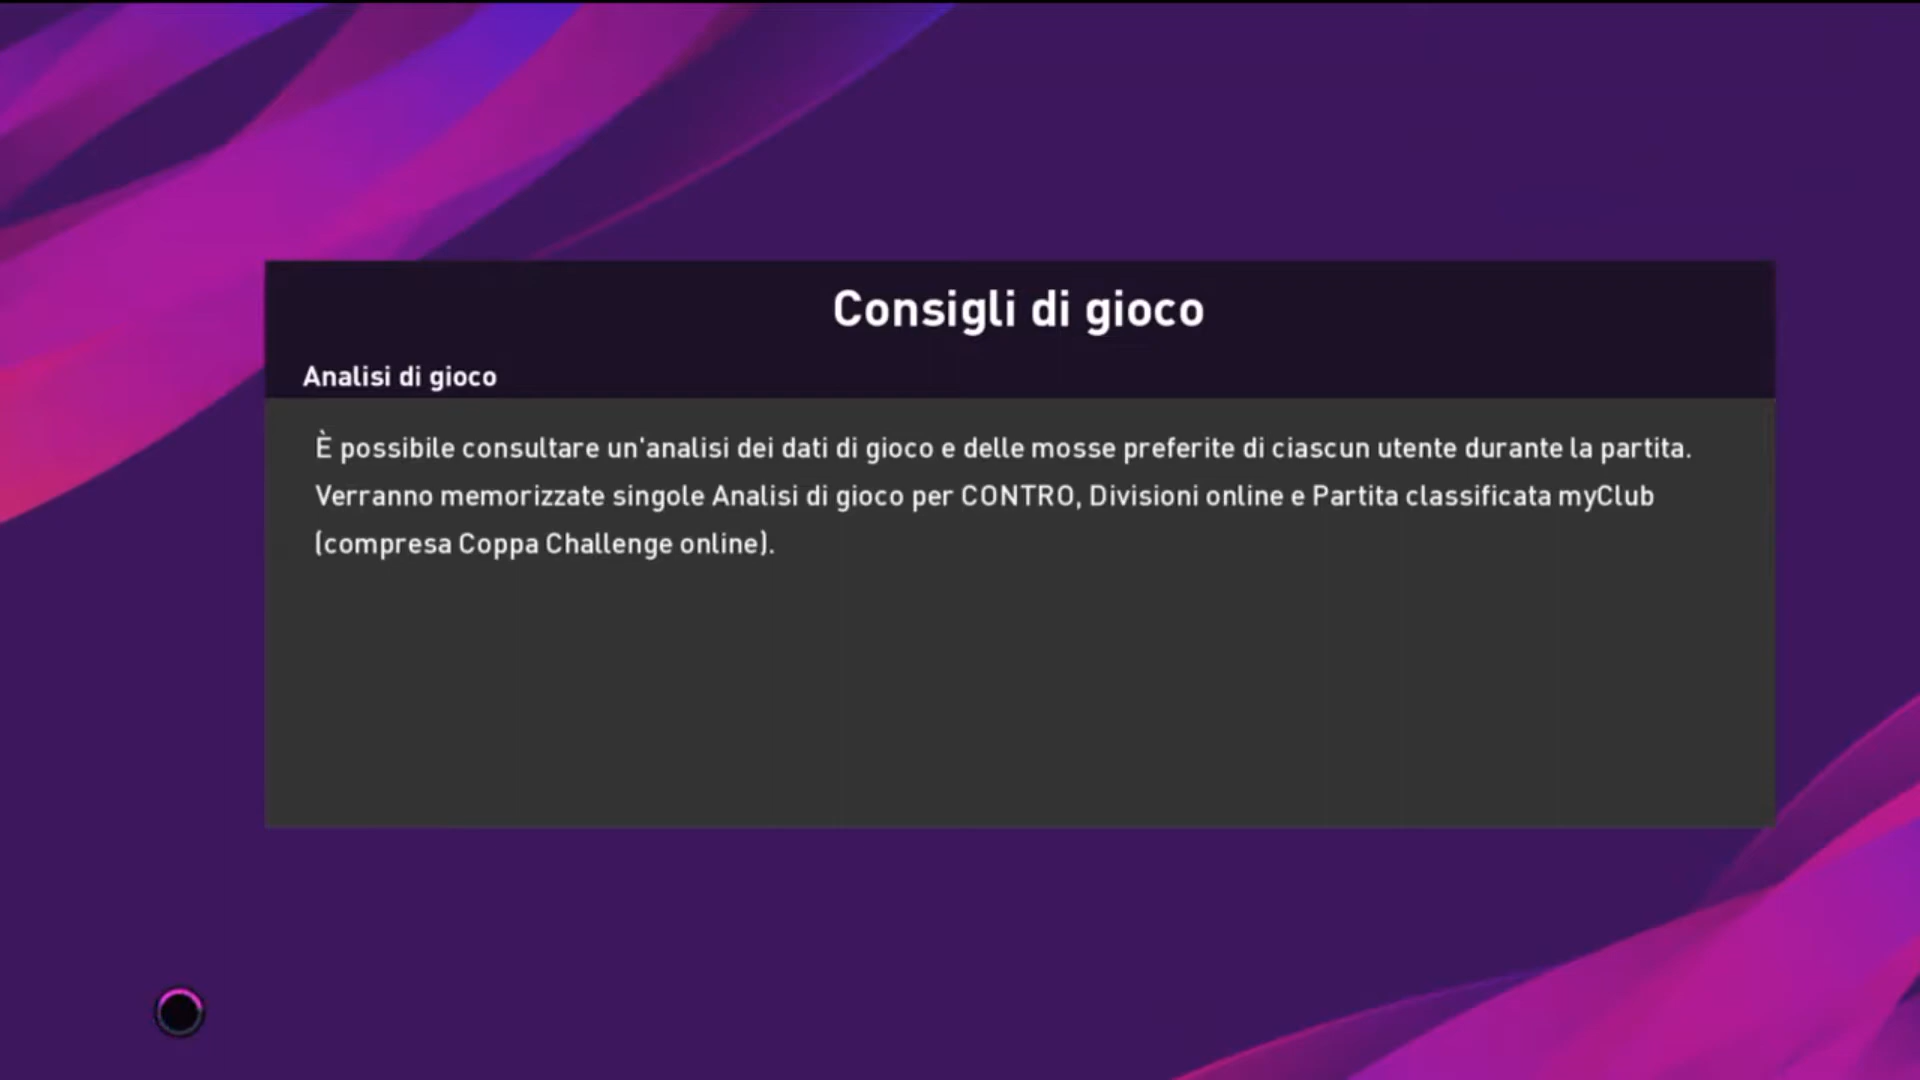 Consigli di gioco
Analisi di gioco
È possibile consultare un'analisi dei dati di gioco e delle mosse preferite di ciascun utente durante la partita.
Verranno memorizzate singole Analisi di gioco per CONTRO, Divisioni online e Partita classificata myClub
(compresa Coppa Challenge online).